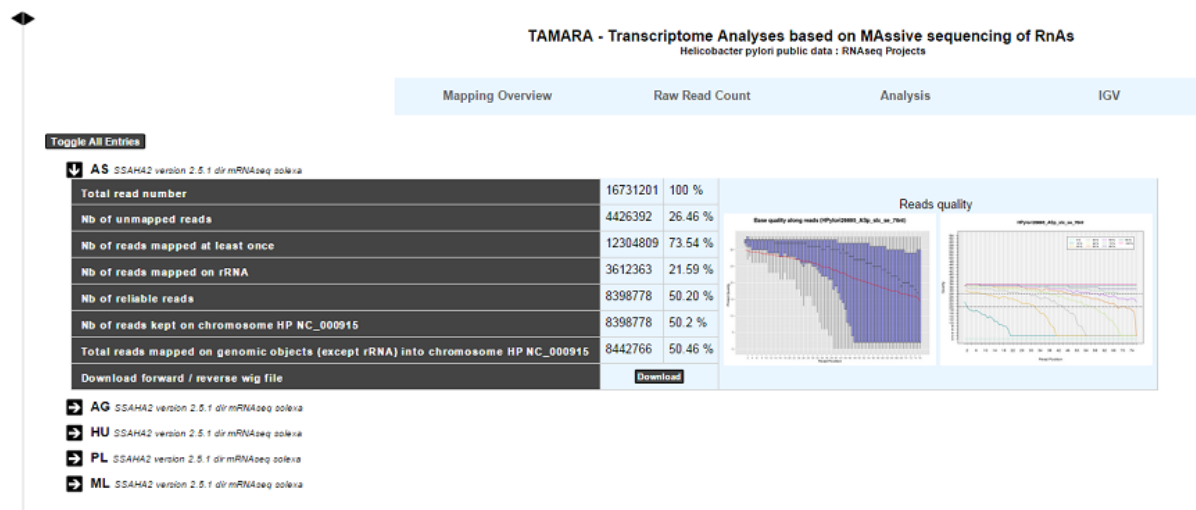 TAMARA - Transcriptome Analyses based on MAssive sequencing of RnAs
Helicobacter pylori public data : RNAseq Projects
Mapping Overview Raw Read Count Analysis IGV
Toggle All Entries
AS SSAHA2 version 2.5.1 dir mRNAseq solexa
Total read number 16731201 100 %
Nb of unmapped reads 4426392 26.46 %
Nb of reads mapped at least once 12304809 73.54 %
Nb of reads mapped on rRNA 3612363 21.59 %
Nb of reliable reads 8398778 50.20 %
Nb of reads kept on chromosome HP NC_000915 8398778 50.2 %
Total reads mapped on genomic objects (except rRNA) into chromosome HP NC_000915 8442766 50.46 %
Download forward / reverse wig file Download
Reads quality
Base quality along reads
AG SSAHA2 version 2.5.1 dir mRNAseq solexa
HU SSAHA2 version 2.5.1 dir mRNAseq solexa
PL SSAHA2 version 2.5.1 dir mRNAseq solexa
ML SSAHA2 version 2.5.1 dir mRNAseq solexa